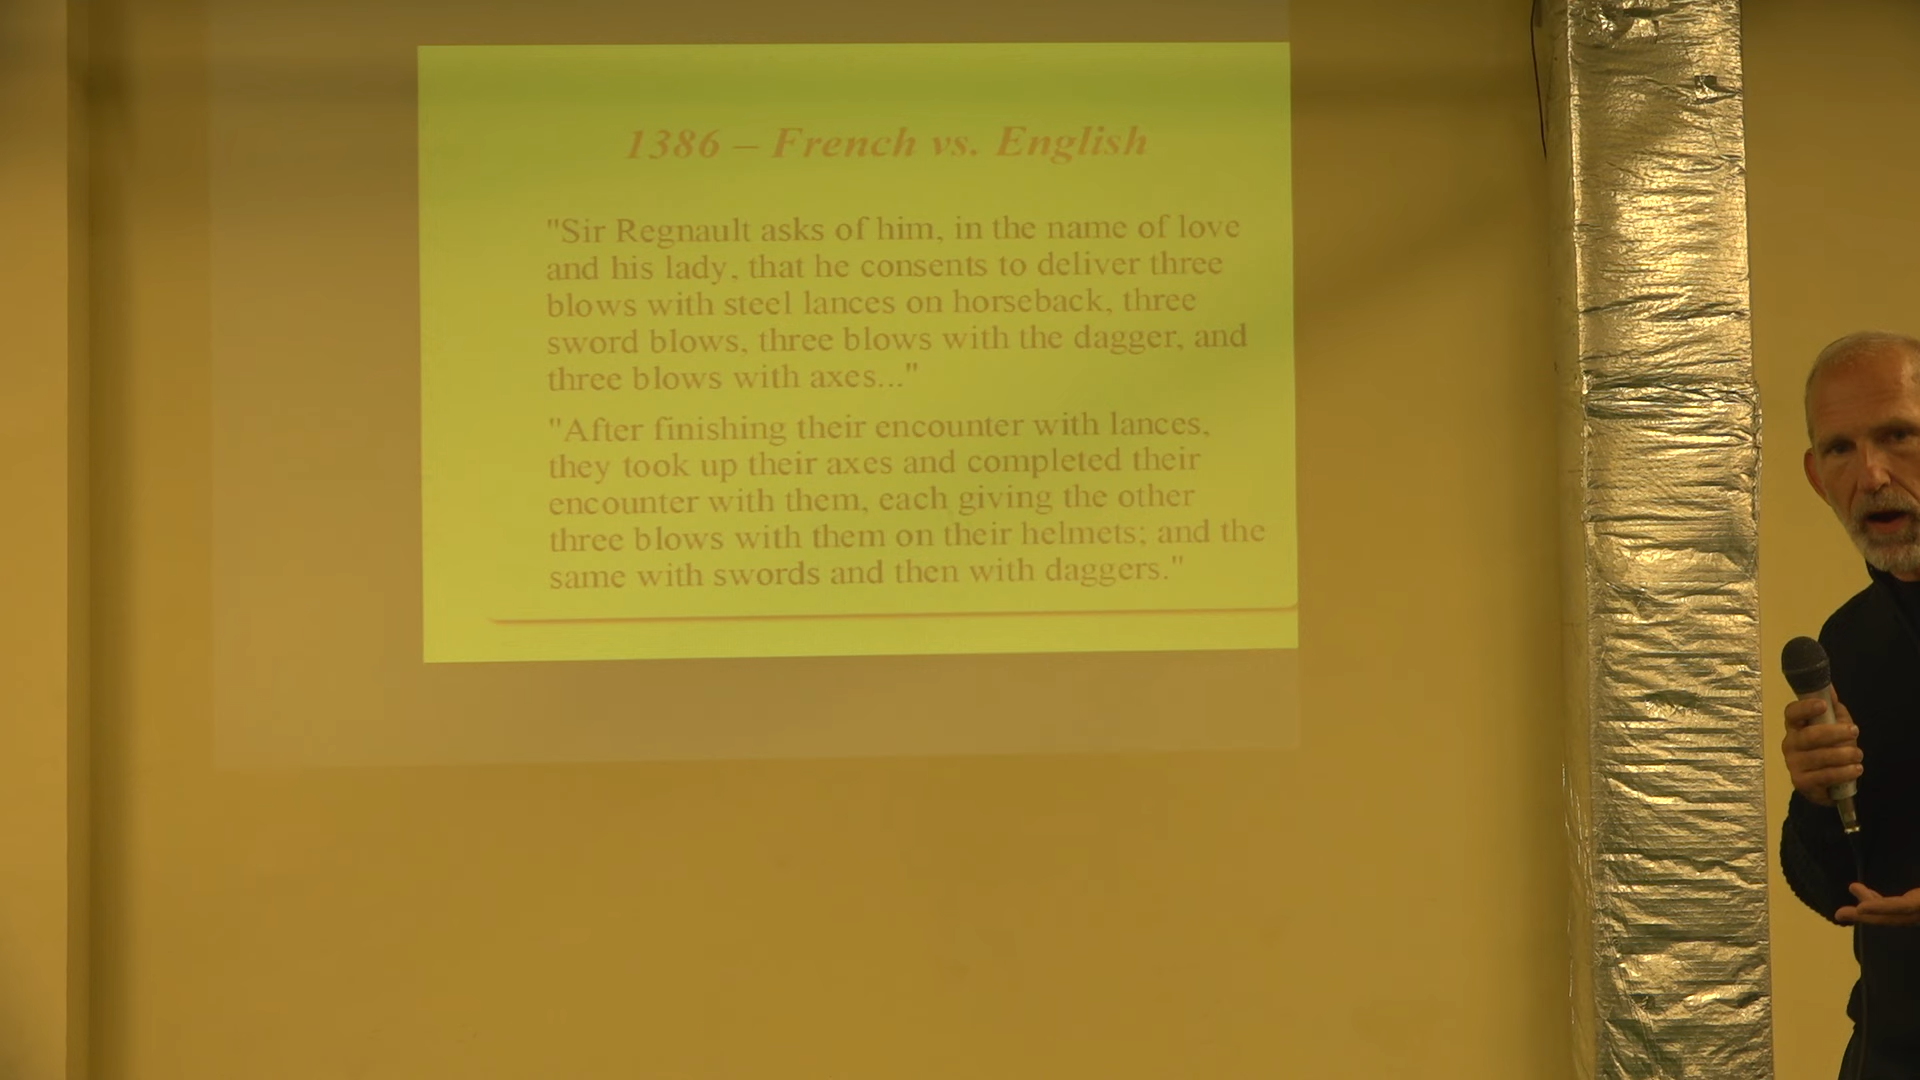 1386 – French vs. English
"Sir Regnault asks of him, in the name of love
and his lady, that he consents to deliver three
blows with steel lances on horseback, three
sword blows, three blows with the dagger, and
three blows with axes..."
"After finishing their encounter with lances,
they took up their axes and completed their
encounter with them, each giving the other
three blows with them on their helmets; and the
same with swords and then with daggers."